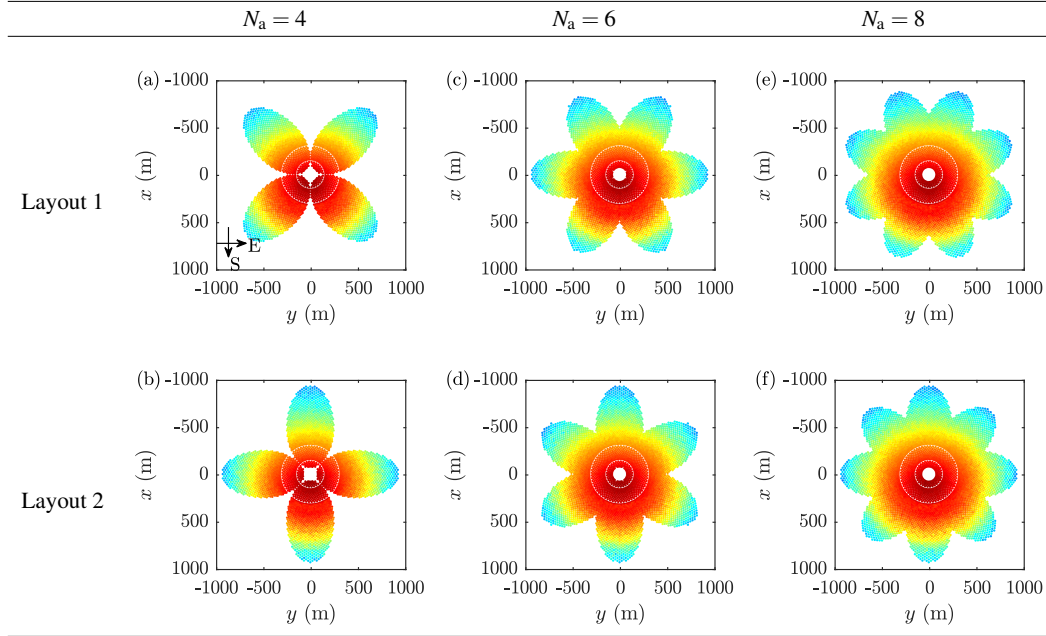 N_a = 4 N_a = 6 N_a = 8
Layout 1
(a) (c) (e)
-1000 -1000 -1000
-500 -500 -500
x (m) 0 x (m) 0 x (m) 0
500 500 500
E
S
1000 1000 1000
-1000 -500 0 500 1000 -1000 -500 0 500 1000 -1000 -500 0 500 1000
y (m) y (m) y (m)
Layout 2
(b) (d) (f)
-1000 -1000 -1000
-500 -500 -500
x (m) 0 x (m) 0 x (m) 0
500 500 500
1000 1000 1000
-1000 -500 0 500 1000 -1000 -500 0 500 1000 -1000 -500 0 500 1000
y (m) y (m) y (m)